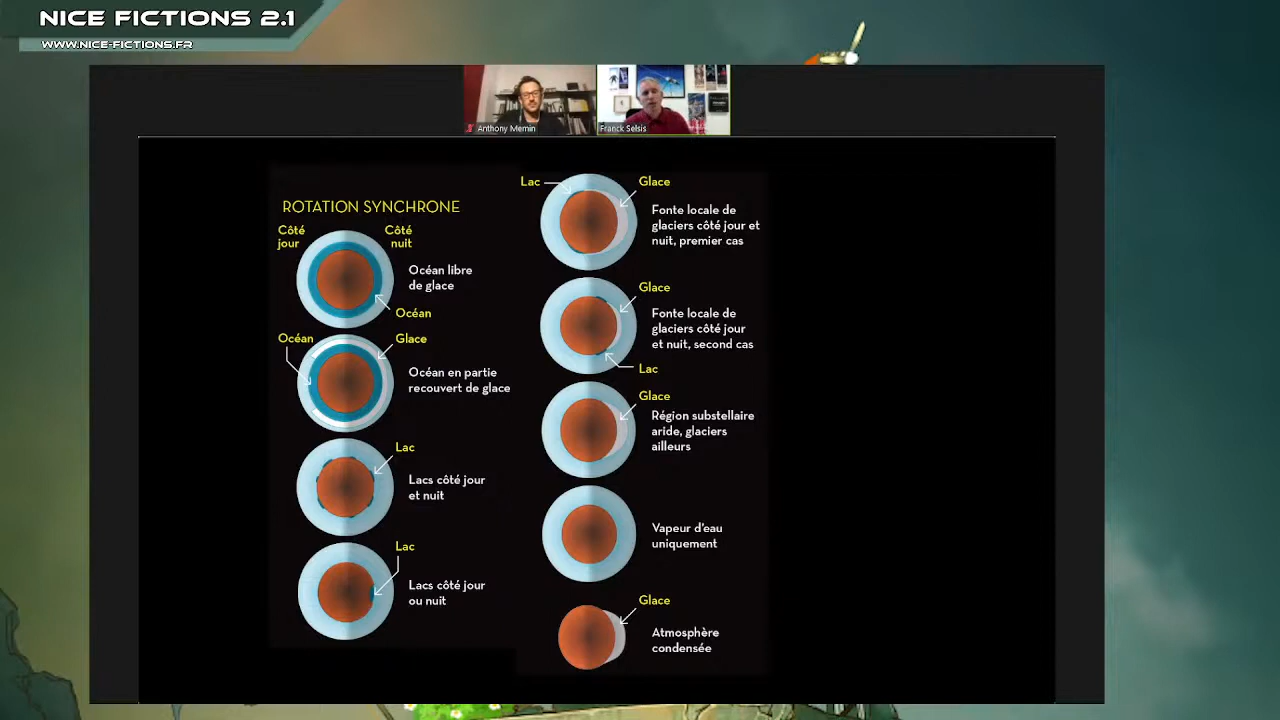 NICE FICTIONS 2.1
WWW.NICE-FICTIONS.FR
Anthony Memin
Franck Selsis
ROTATION SYNCHRONE
Côté
jour
Côté
nuit
Océan libre
de glace
Océan
Océan
Glace
Océan en partie
recouvert de glace
Lac
Lacs côté jour
et nuit
Lac
Lacs côté jour
ou nuit
Lac
Glace
Fonte locale de
glaciers côté jour et
nuit, premier cas
Glace
Fonte locale de
glaciers côté jour
et nuit, second cas
Lac
Glace
Région substellaire
aride, glaciers
ailleurs
Vapeur d'eau
uniquement
Glace
Atmosphère
condensée